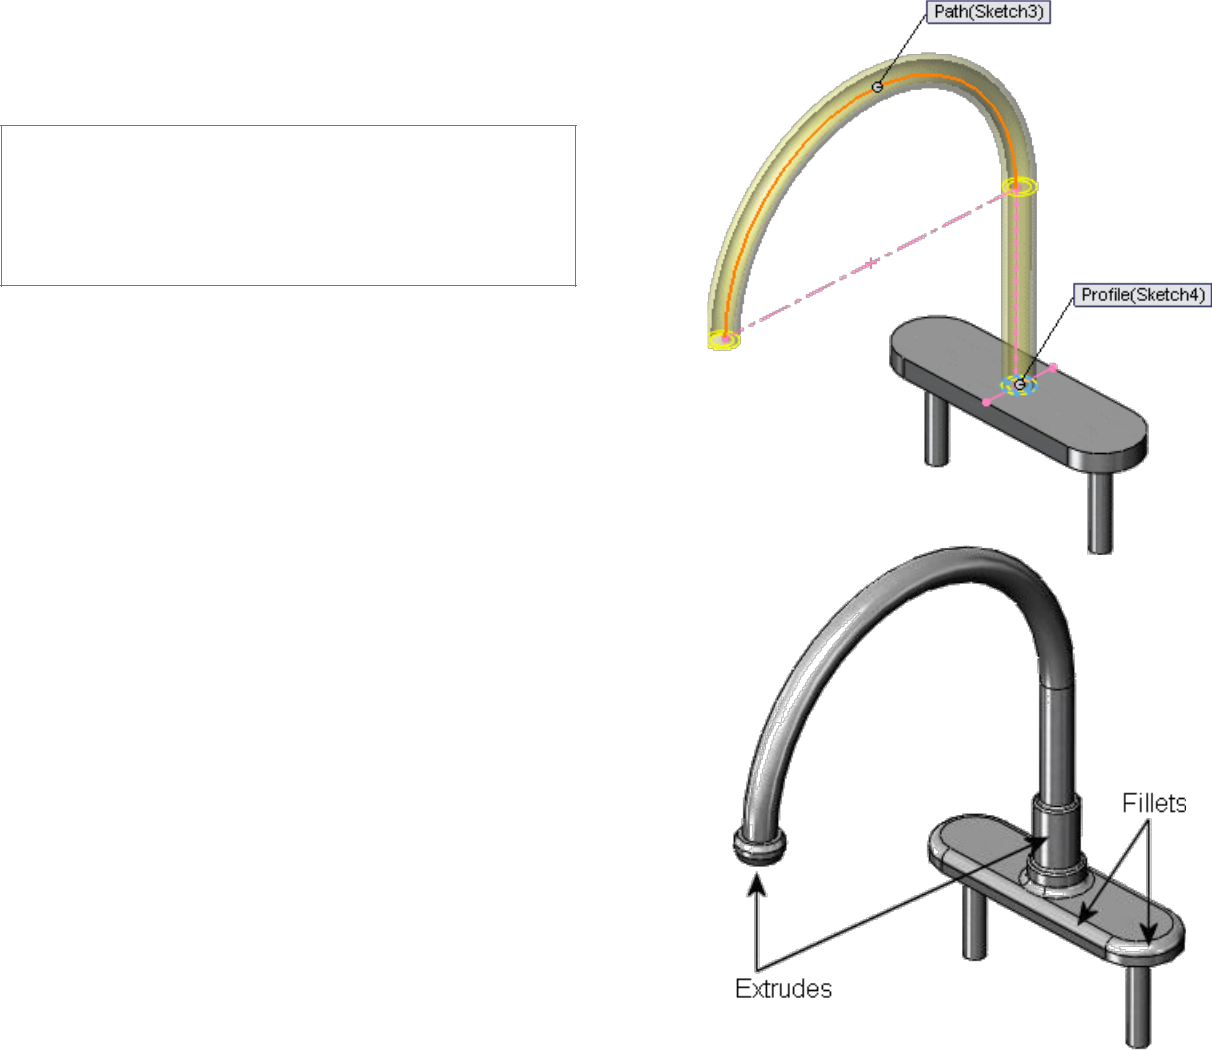 Path(Sketch3)
Profile(Sketch4)
Fillets
Extrudes